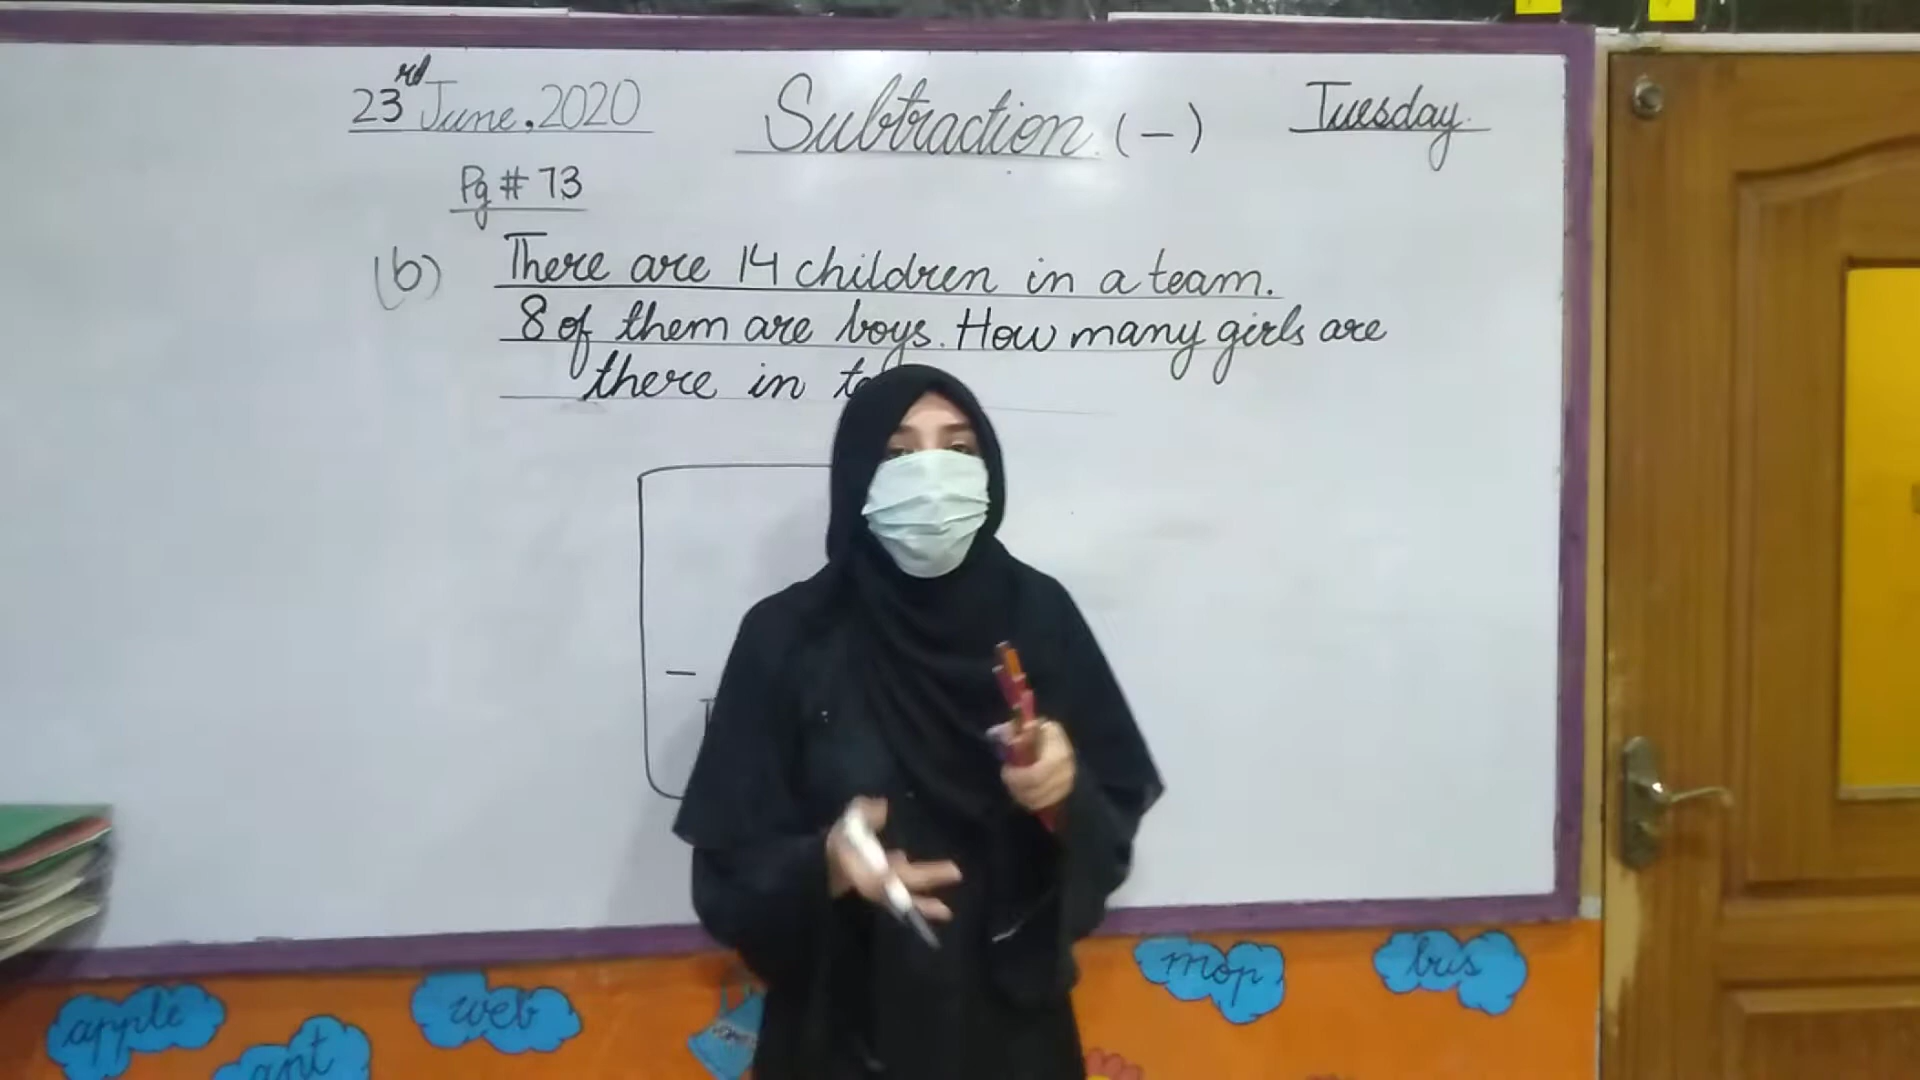 23rd June, 2020
Subtraction (-)
Tuesday.
Pg # 73
(b) There are 14 children in a team.
8 of them are boys. How many girls are
there in
-
apple
ant
web
mop
bus